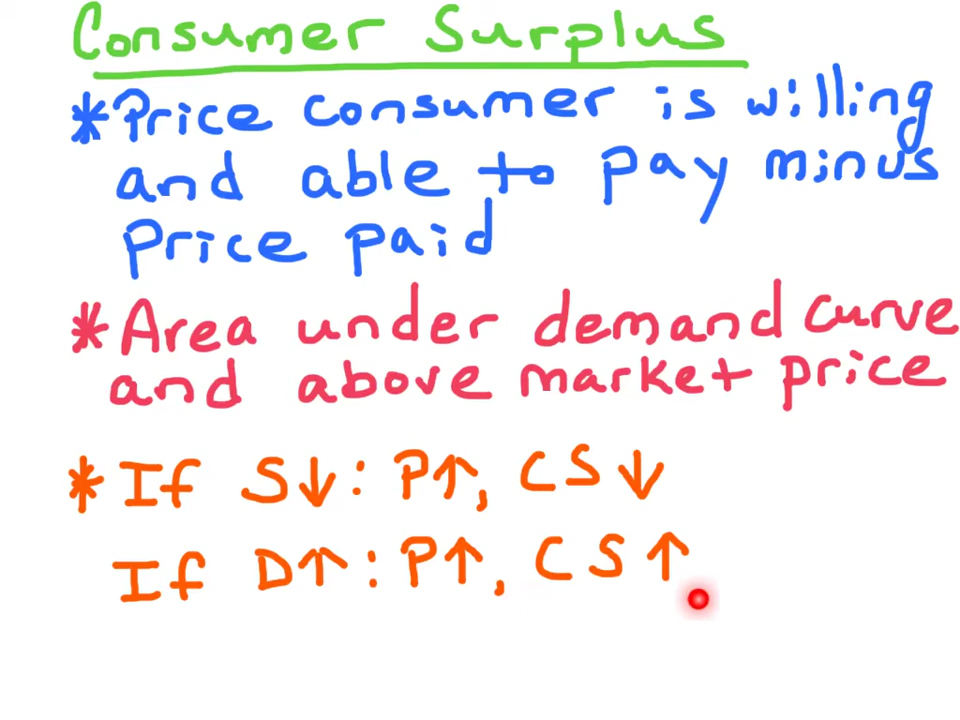 Consumer Surplus
*Price consumer is willing
and able to pay minus
price paid
*Area under demand curve
and above market price
*If S↓: P↑, CS↓
If D↑: P↑, CS↑